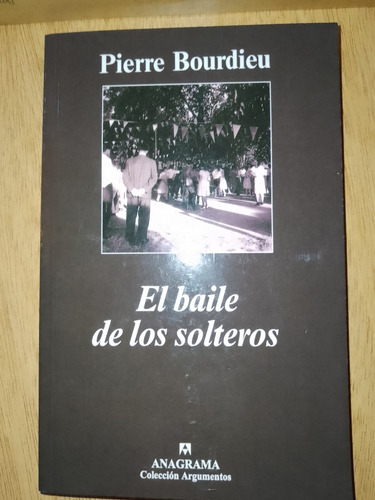 Pierre Bourdieu
El baile
de los solteros
ANAGRAMA
Colección Argumentos